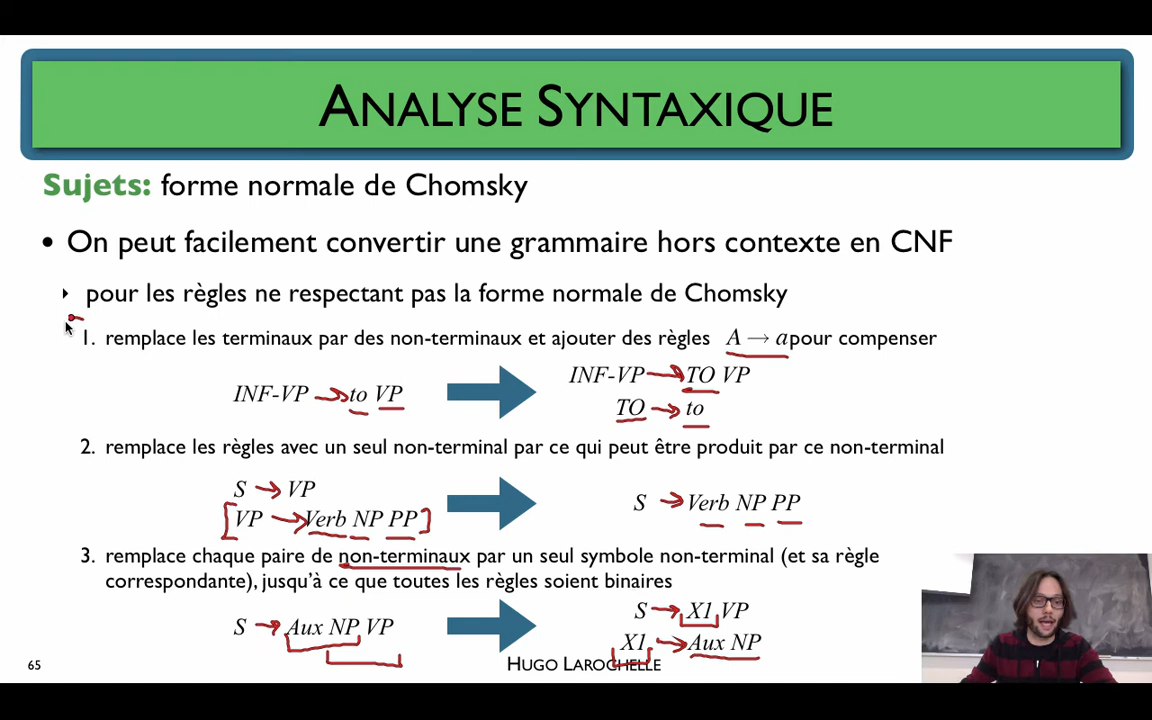 ANALYSE SYNTAXIQUE
Sujets: forme normale de Chomsky
• On peut facilement convertir une grammaire hors contexte en CNF
‣ pour les règles ne respectant pas la forme normale de Chomsky
1. remplace les terminaux par des non-terminaux et ajouter des règles A → a pour compenser
INF-VP → to VP
INF-VP → TO VP
TO → to
2. remplace les règles avec un seul non-terminal par ce qui peut être produit par ce non-terminal
S → VP
VP → Verb NP PP
S → Verb NP PP
3. remplace chaque paire de non-terminaux par un seul symbole non-terminal (et sa règle
correspondante), jusqu'à ce que toutes les règles soient binaires
S → Aux NP VP
S → X1 VP
X1 → Aux NP
65
HUGO LAROCHELLE